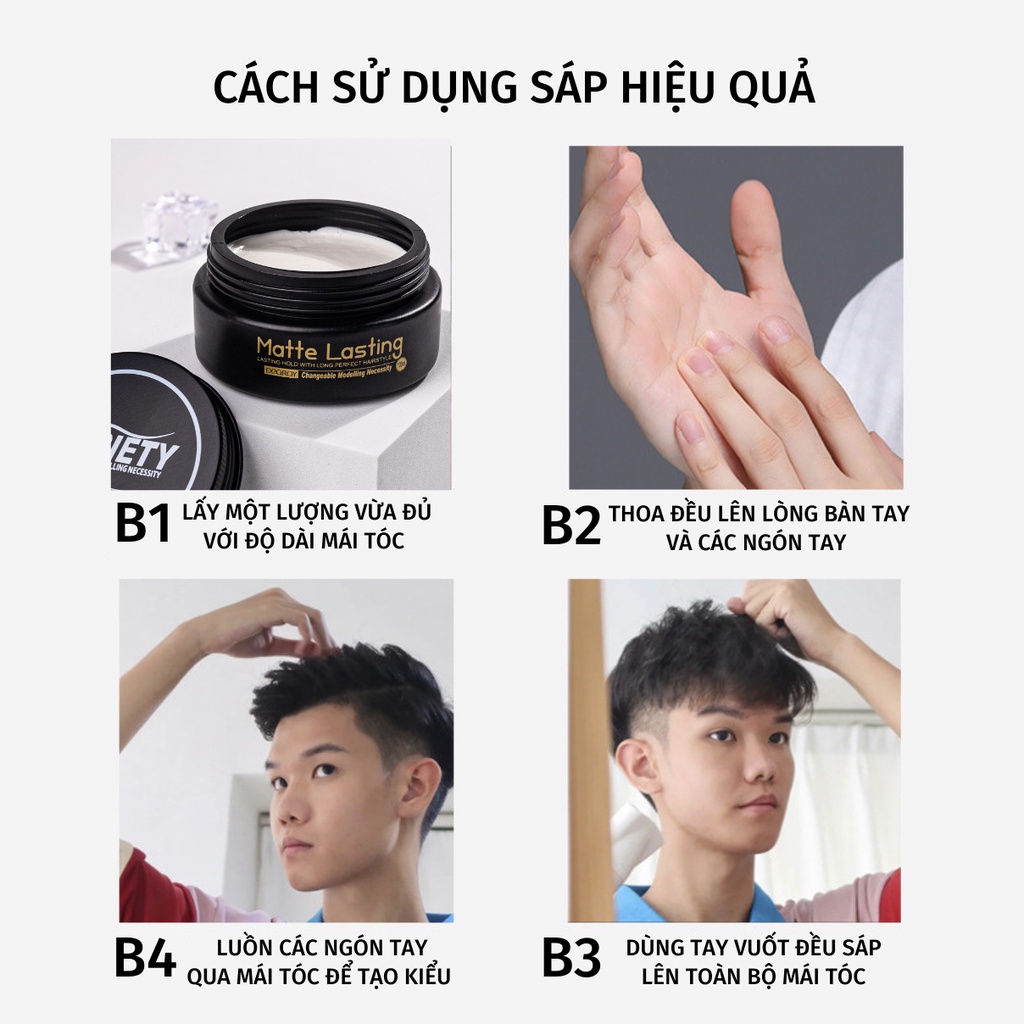 CÁCH SỬ DỤNG SÁP HIỆU QUẢ
Matte Lasting
LASTING HOLD WITH LONG PERFECT HAIRSTYLE
Changeable Modelling Necessity
LLING NECESSITY
B1
LẤY MỘT LƯỢNG VỪA ĐỦ
VỚI ĐỘ DÀI MÁI TÓC
B2
THOA ĐỀU LÊN LÒNG BÀN TAY
VÀ CÁC NGÓN TAY
B4
LUỒN CÁC NGÓN TAY
QUA MÁI TÓC ĐỂ TẠO KIỂU
B3
DÙNG TAY VUỐT ĐỀU SÁP
LÊN TOÀN BỘ MÁI TÓC